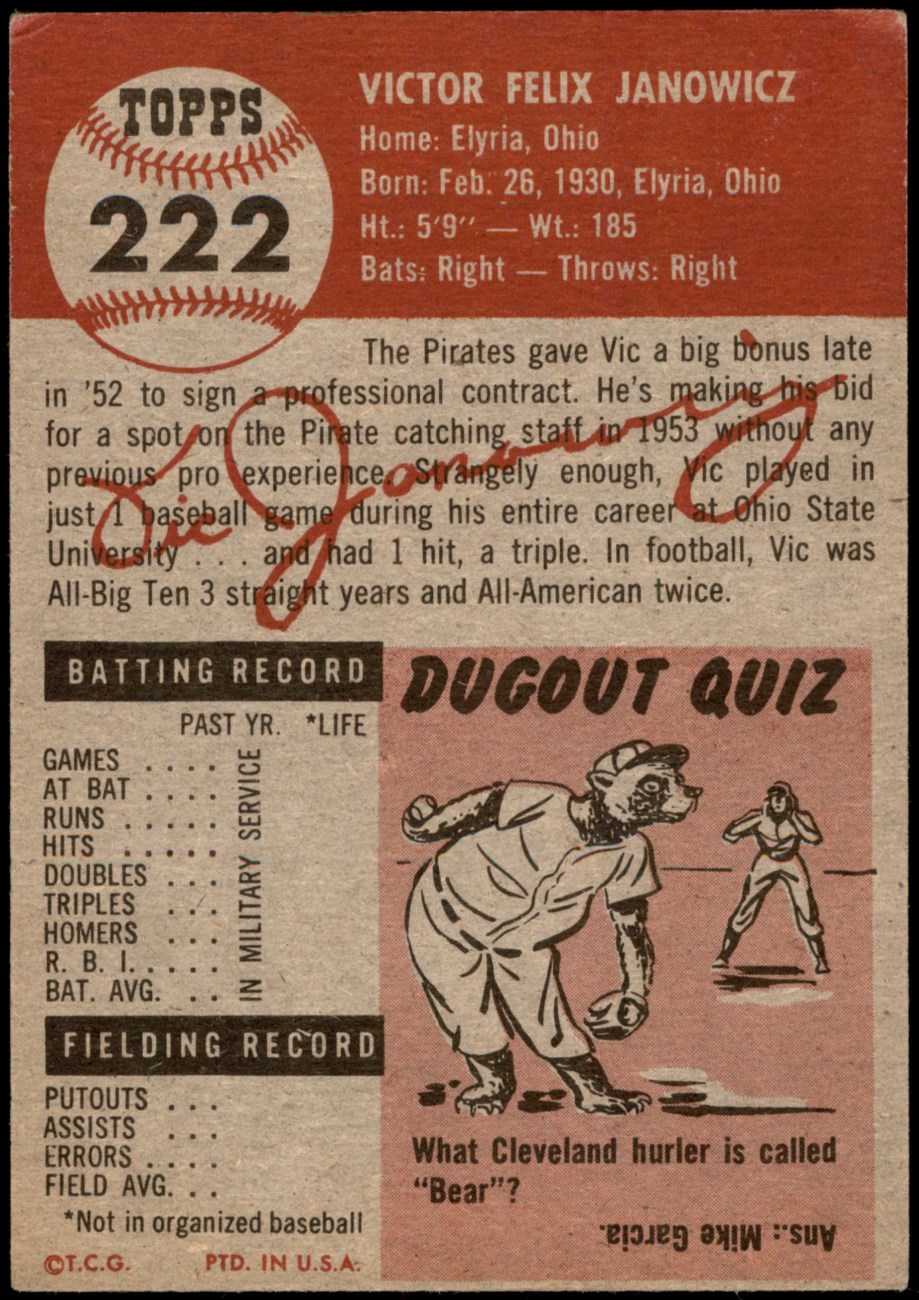 TOPPS
222
VICTOR FELIX JANOWICZ
Home: Elyria, Ohio
Born: Feb. 26, 1930, Elyria, Ohio
Ht.: 5'9" — Wt.: 185
Bats: Right — Throws: Right
The Pirates gave Vic a big bonus late
in '52 to sign a professional contract. He's making his bid
for a spot on the Pirate catching staff in 1953 without any
previous pro experience. Strangely enough, Vic played in
just 1 baseball game during his entire career at Ohio State
University . . . and had 1 hit, a triple. In football, Vic was
All-Big Ten 3 straight years and All-American twice.
Vic Janowicz
BATTING RECORD
PAST YR. *LIFE
GAMES . . . .
AT BAT . . . .
RUNS . . . . .
HITS . . . . .
DOUBLES . . .
TRIPLES . . .
HOMERS . . .
R. B. I. . . . .
BAT. AVG. . .
IN MILITARY SERVICE
FIELDING RECORD
PUTOUTS . . .
ASSISTS . . .
ERRORS . . . .
FIELD AVG. . .
*Not in organized baseball
©T.C.G. PTD. IN U.S.A.
DUGOUT QUIZ
What Cleveland hurler is called
"Bear"?
Ans.: Mike Garcia.